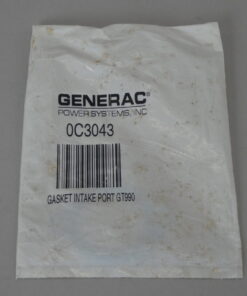 GENERAC®
POWER SYSTEMS, INC
0C3043
GASKET INTAKE PORT GT990